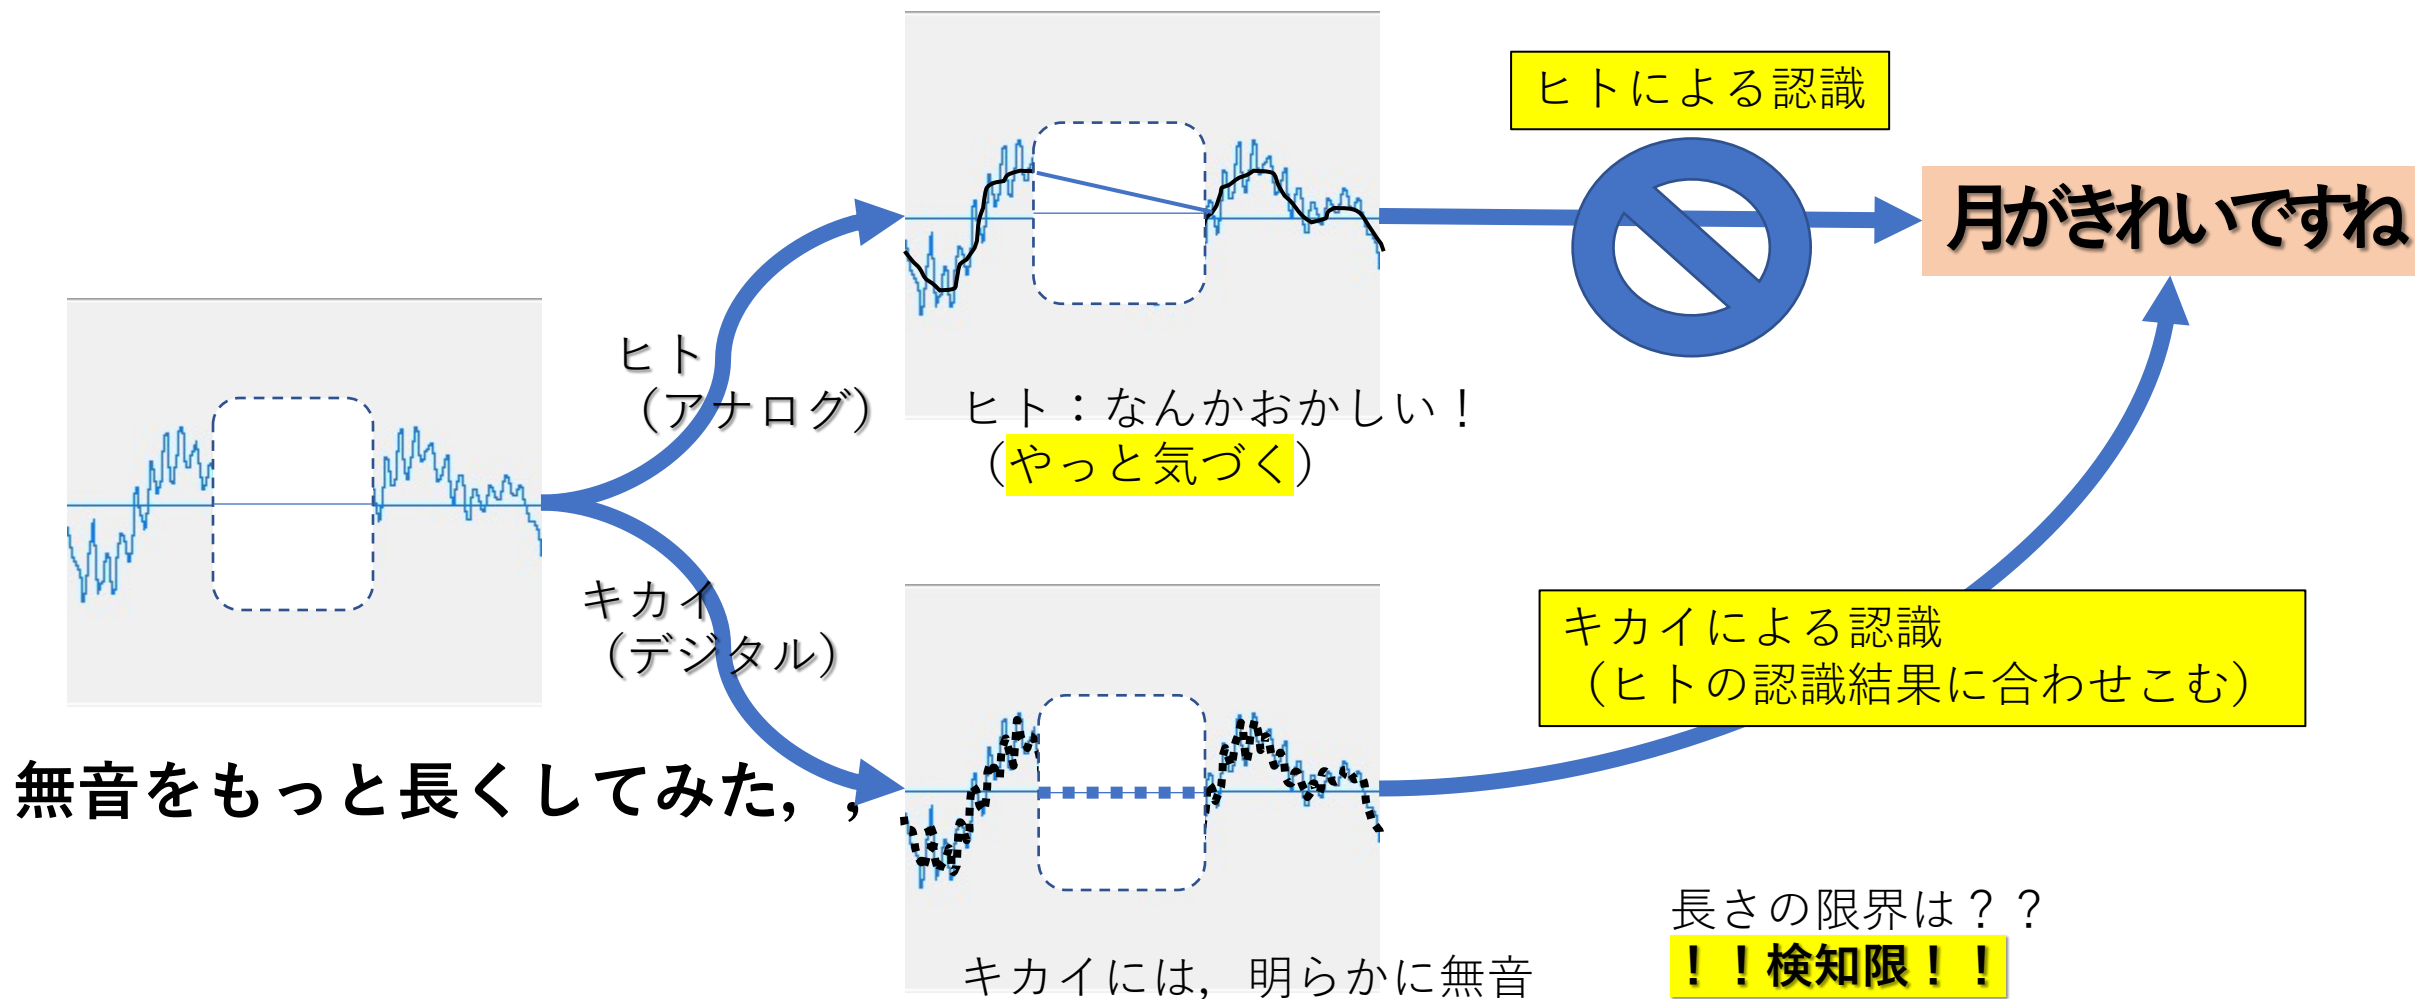 ヒトによる認識
月がきれいですね
ヒト
（アナログ）
ヒト：なんかおかしい！
（やっと気づく）
キカイ
（デジタル）
キカイによる認識
（ヒトの認識結果に合わせこむ）
無音をもっと長くしてみた，，
長さの限界は？？
！！検知限！！
キカイには，明らかに無音